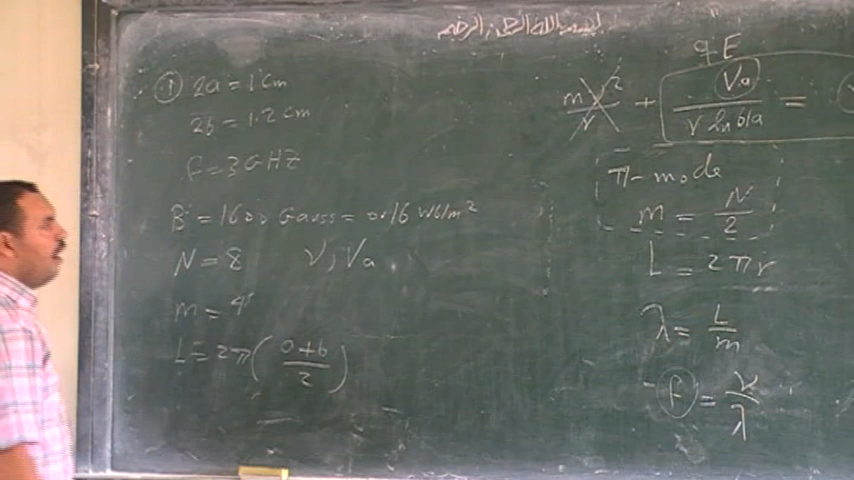 بسم الله الرحمن الرحيم
① 2a = 1 cm
2b = 1.2 cm
f = 3 GHZ
B = 1600 Gauss = 0.16 Wb/m²
N = 8 V, Va
m = 4
L = 2π( a+b / 2 )
qE
mv²/r + Va / r ln b/a =
π-mode
m = N/2
L = 2πr
λ = L/m
f = v/λ